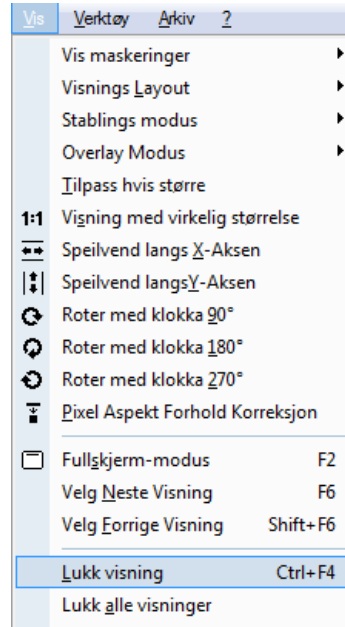 Vis Verktøy Arkiv ?
Vis maskeringer
Visnings Layout
Stablings modus
Overlay Modus
Tilpass hvis større
1:1 Visning med virkelig størrelse
Speilvend langs X-Aksen
Speilvend langsY-Aksen
Roter med klokka 90°
Roter med klokka 180°
Roter med klokka 270°
Pixel Aspekt Forhold Korreksjon
Fullskjerm-modus F2
Velg Neste Visning F6
Velg Forrige Visning Shift+F6
Lukk visning Ctrl+F4
Lukk alle visninger